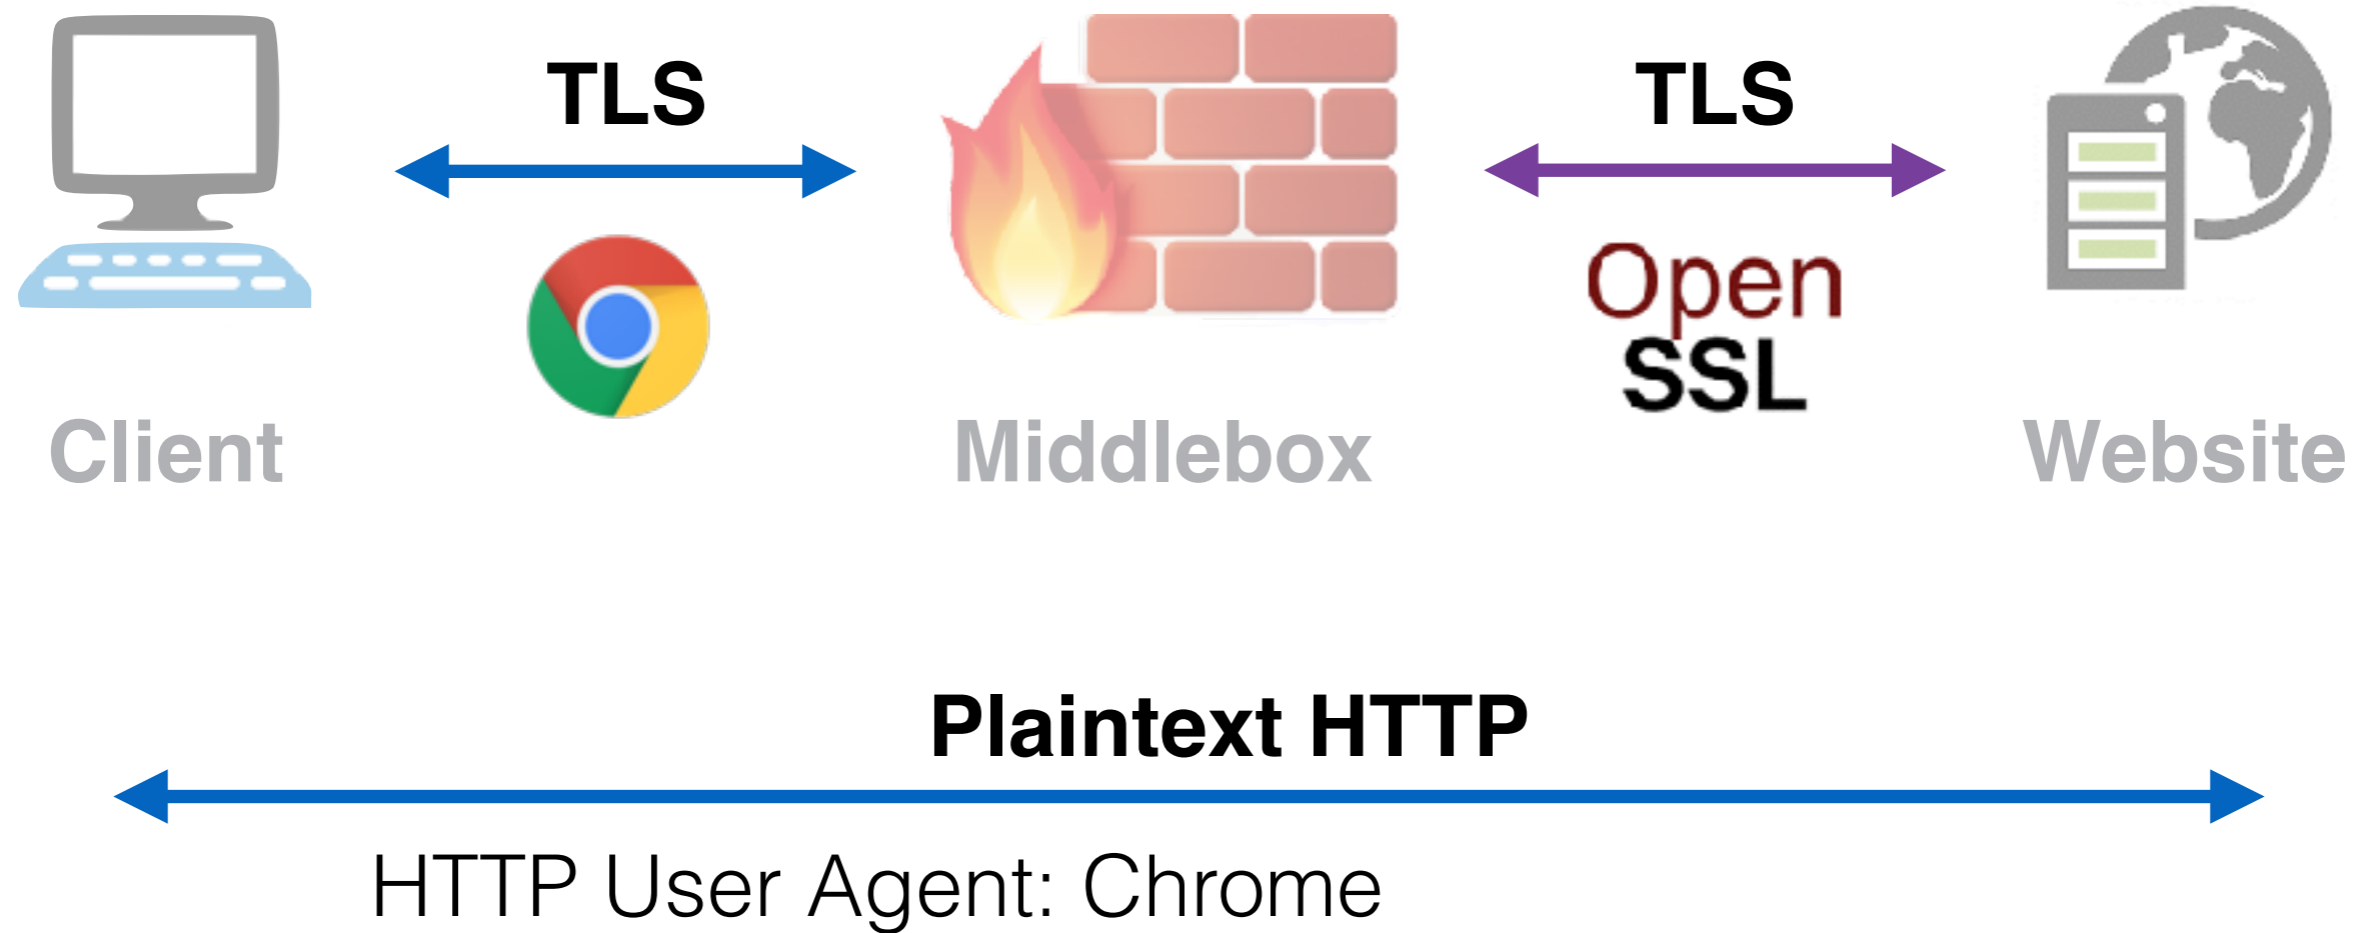 TLS
TLS
Open
SSL
Client
Middlebox
Website
Plaintext HTTP
HTTP User Agent: Chrome